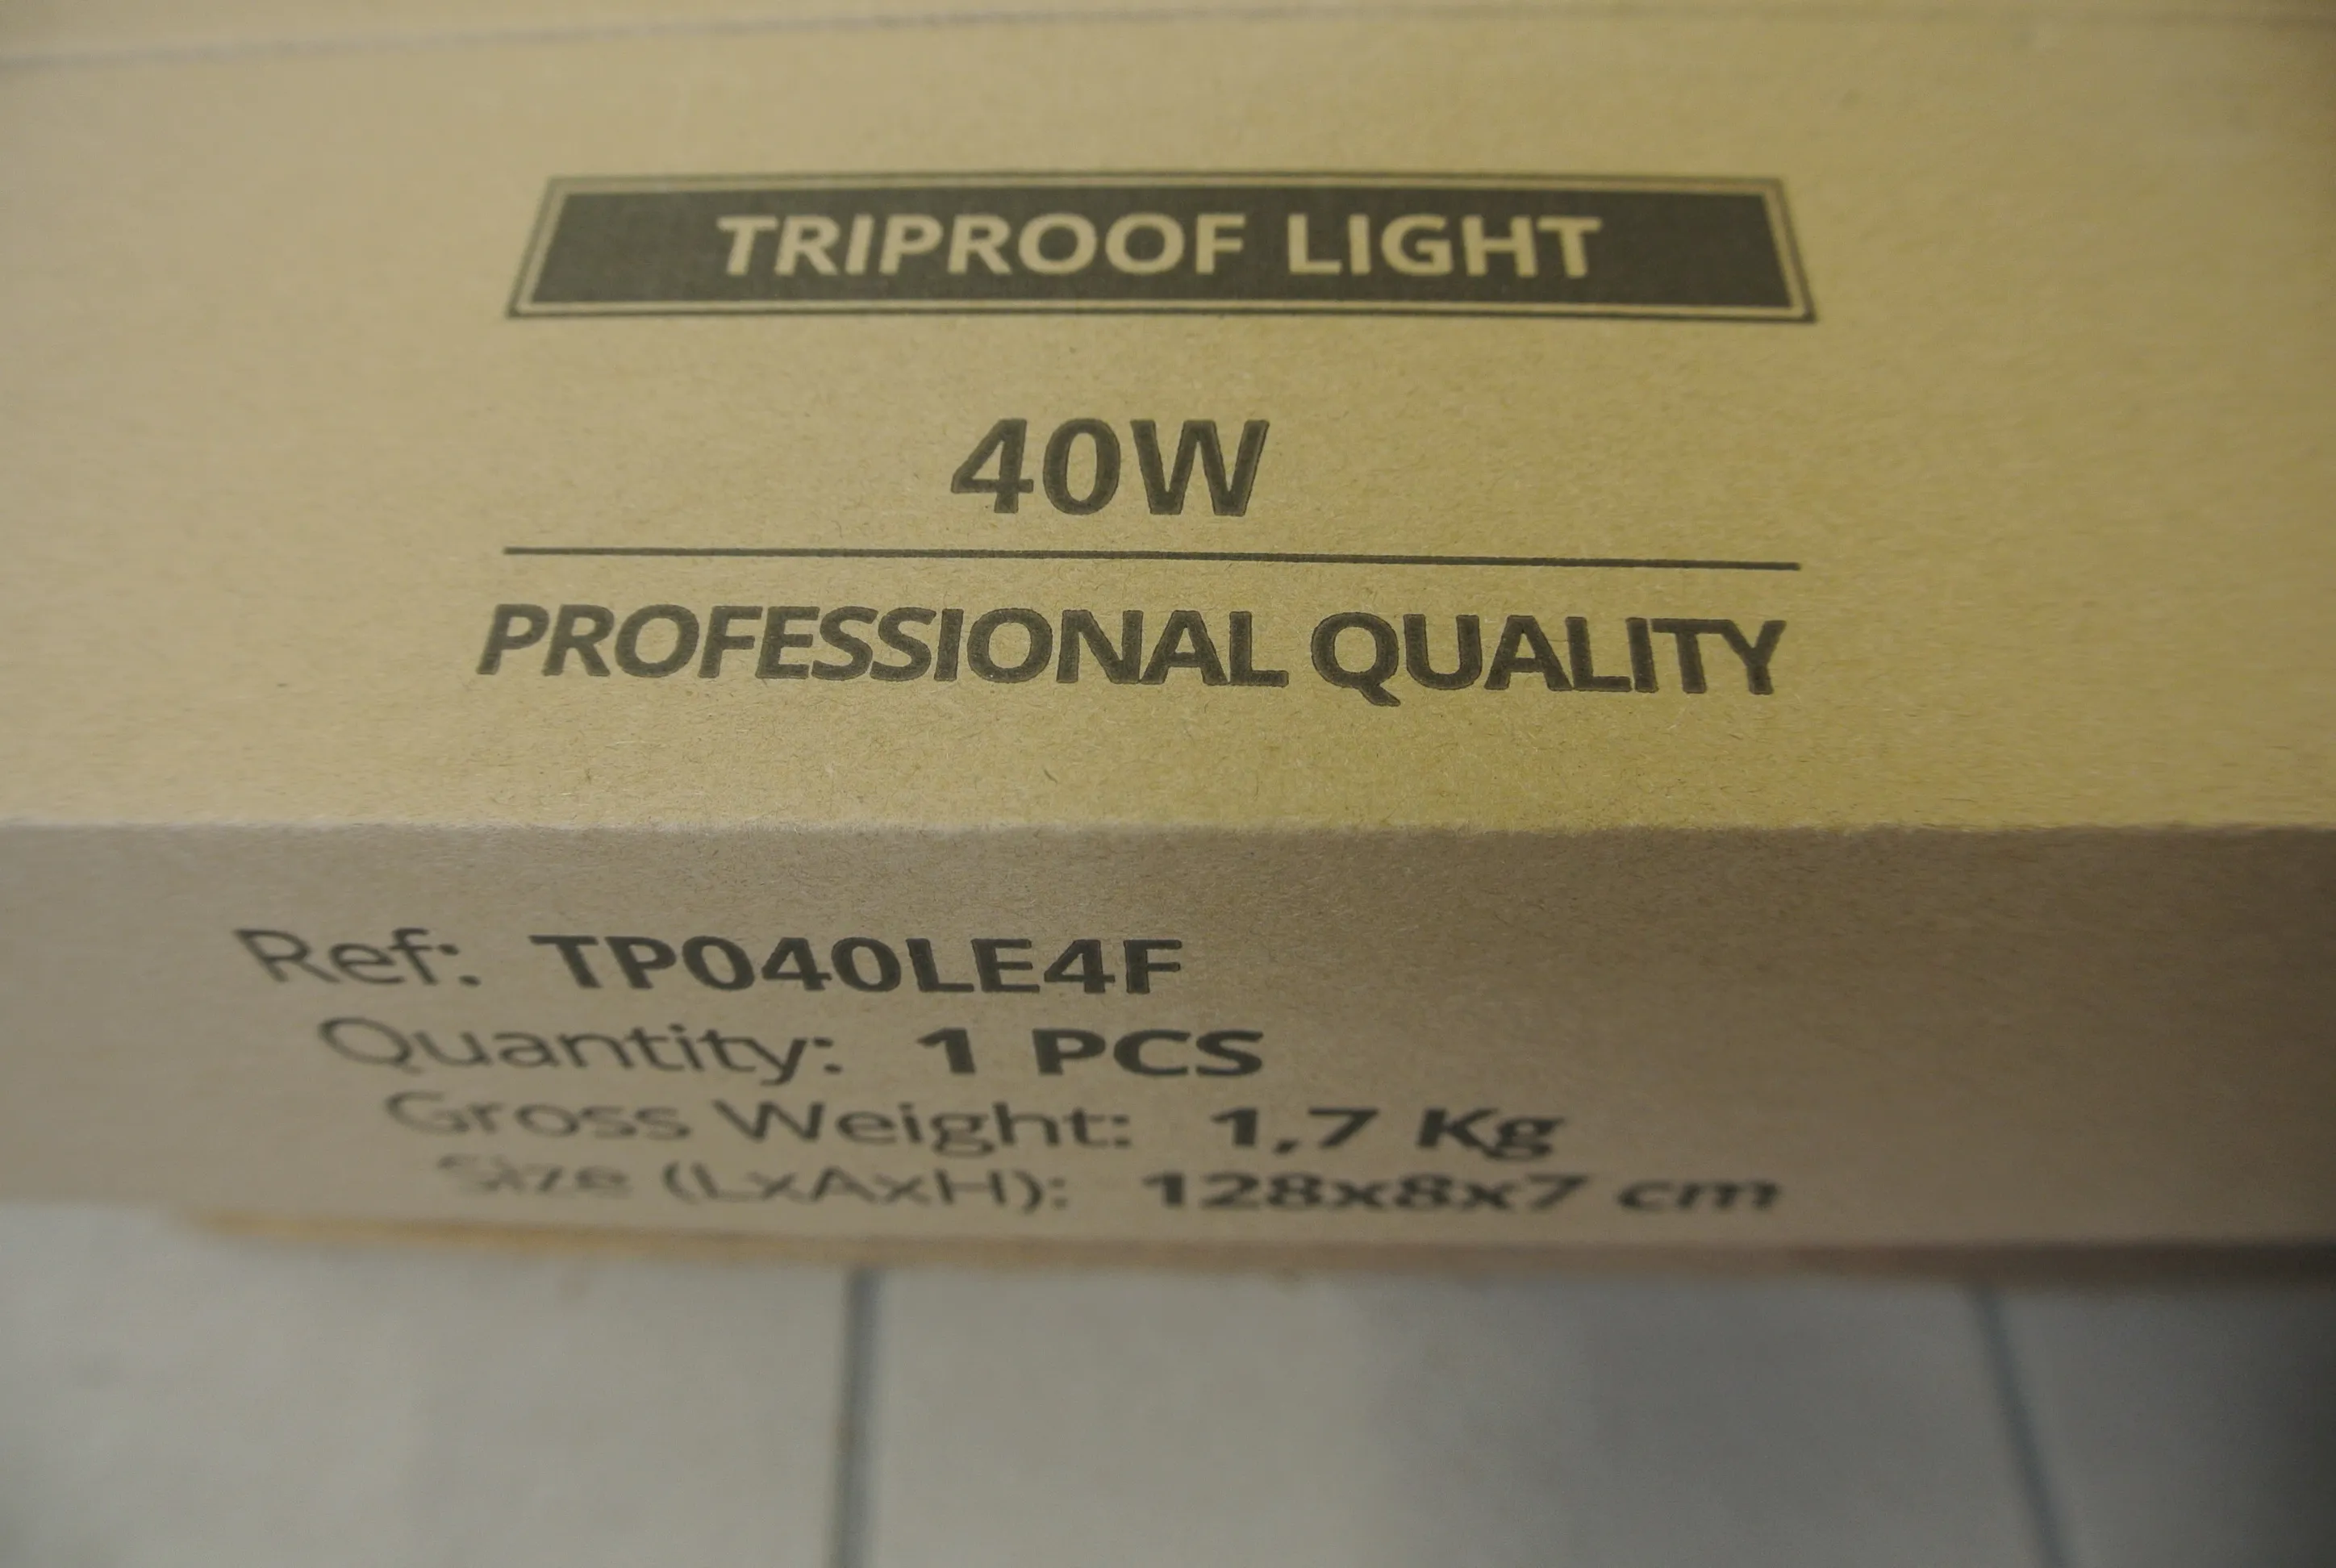 TRIPROOF LIGHT
40W
PROFESSIONAL QUALITY
Ref: TP040LE4F
Quantity: 1 PCS
Gross Weight: 1,7 Kg
Size (LxAxH): 128x8x7 cm